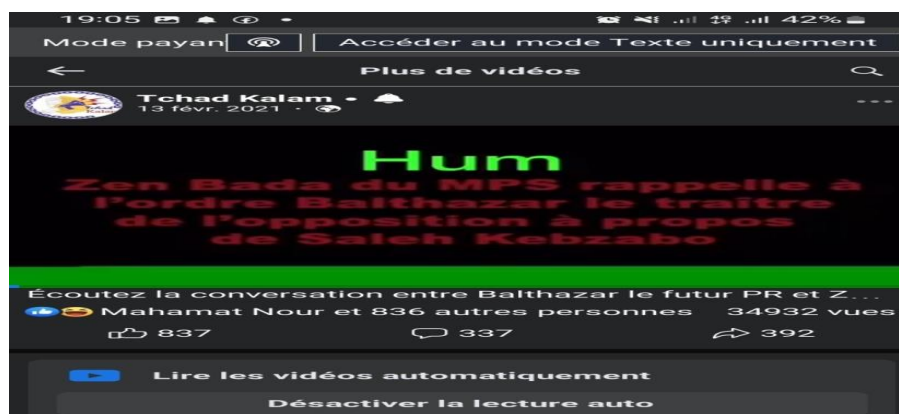 19:05 42%
Mode payan Accéder au mode Texte uniquement
Plus de vidéos
Tchad Kalam •
13 févr. 2021 ·
Hum
Zen Bada du MPS rappelle à
l'ordre Balthazar le traître
de l'opposition à propos
de Saleh Kebzabo
Écoutez la conversation entre Balthazar le futur PR et Z...
Mahamat Nour et 836 autres personnes 34932 vues
837 337 392
Lire les vidéos automatiquement
Désactiver la lecture auto